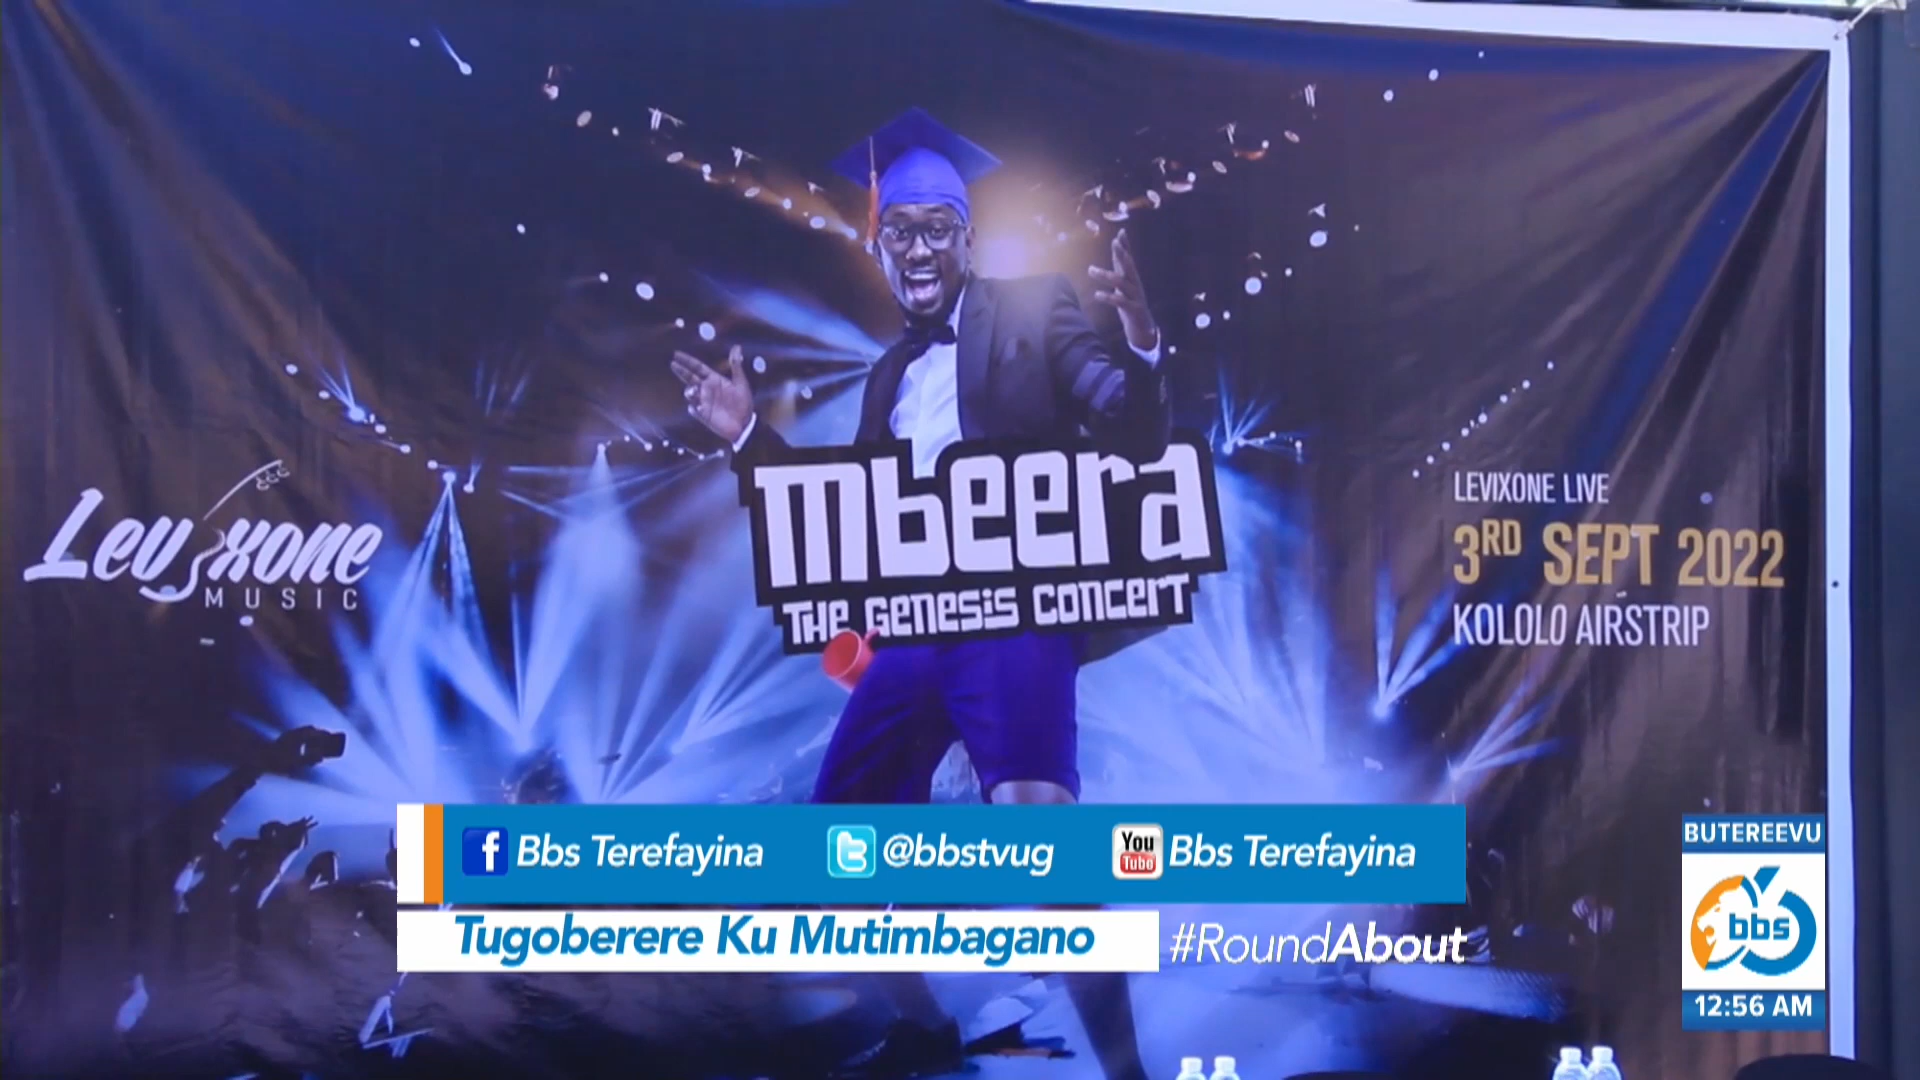 Levixone
MUSIC
mbeera
THE GENESIS CONCERT
LEVIXONE LIVE
3RD SEPT 2022
KOLOLO AIRSTRIP
f Bbs Terefayina
@bbstvug
You Tube Bbs Terefayina
Tugoberere Ku Mutimbagano
#RoundAbout
BUTEREEVU
bbs
12:56 AM